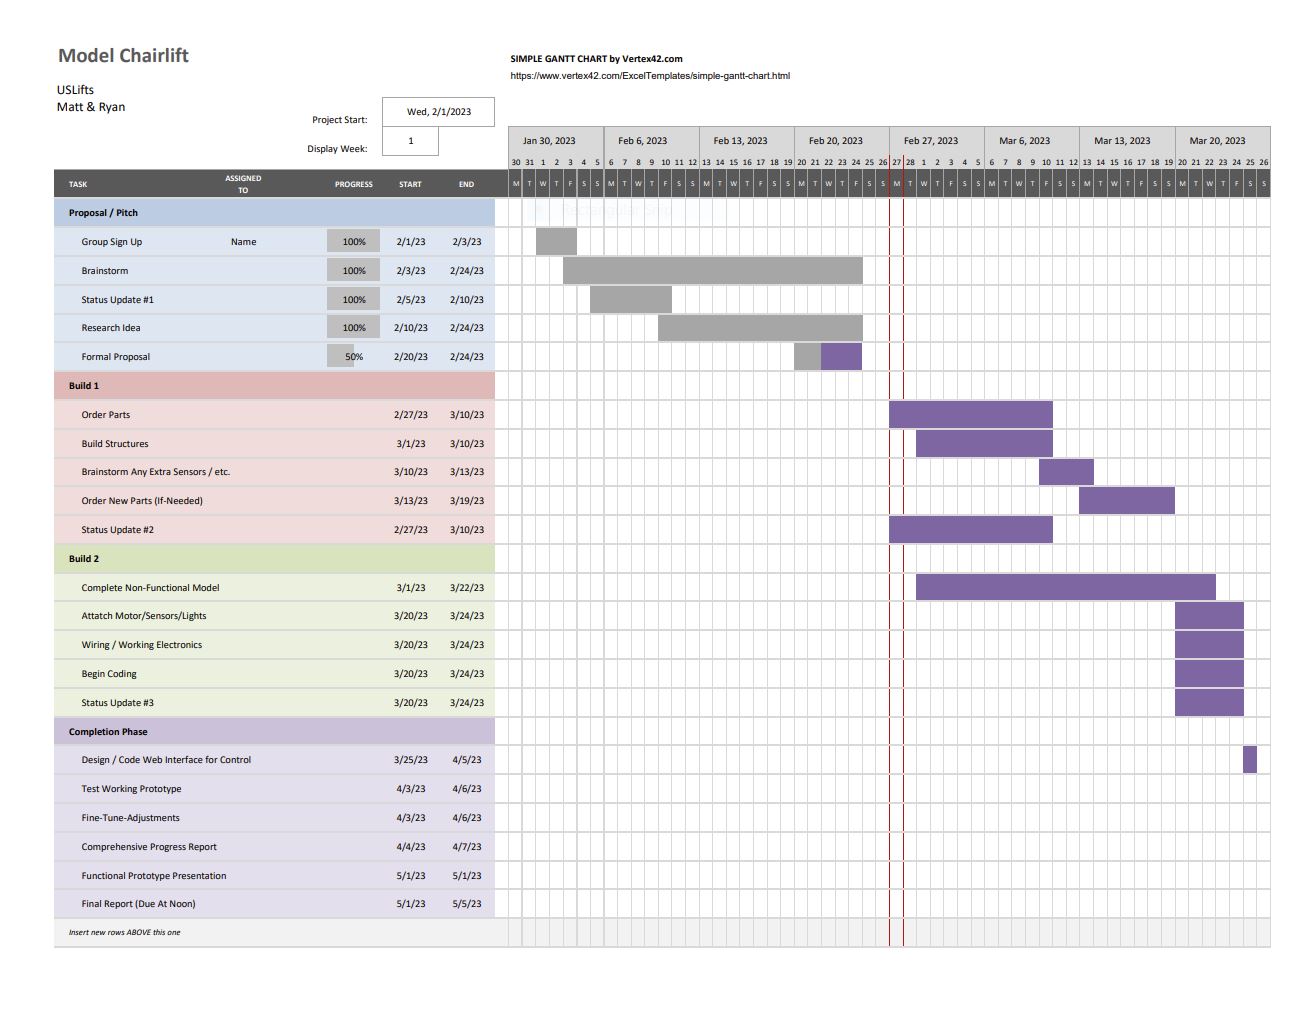 Model Chairlift
SIMPLE GANTT CHART by Vertex42.com
https://www.vertex42.com/ExcelTemplates/simple-gantt-chart.html
USLifts
Matt & Ryan
Project Start: Wed, 2/1/2023
Display Week: 1
Jan 30, 2023 Feb 6, 2023 Feb 13, 2023 Feb 20, 2023 Feb 27, 2023 Mar 6, 2023 Mar 13, 2023 Mar 20, 2023
30 31 1 2 3 4 5 6 7 8 9 10 11 12 13 14 15 16 17 18 19 20 21 22 23 24 25 26 27 28 1 2 3 4 5 6 7 8 9 10 11 12 13 14 15 16 17 18 19 20 21 22 23 24 25 26
TASK ASSIGNED TO PROGRESS START END M T W T F S S M T W T F S S M T W T F S S M T W T F S S M T W T F S S M T W T F S S M T W T F S S M T W T F S S
Proposal / Pitch
Rectangular Snip
Group Sign Up Name 100% 2/1/23 2/3/23
Brainstorm 100% 2/3/23 2/24/23
Status Update #1 100% 2/5/23 2/10/23
Research Idea 100% 2/10/23 2/24/23
Formal Proposal 50% 2/20/23 2/24/23
Build 1
Order Parts 2/27/23 3/10/23
Build Structures 3/1/23 3/10/23
Brainstorm Any Extra Sensors / etc. 3/10/23 3/13/23
Order New Parts (If-Needed) 3/13/23 3/19/23
Status Update #2 2/27/23 3/10/23
Build 2
Complete Non-Functional Model 3/1/23 3/22/23
Attatch Motor/Sensors/Lights 3/20/23 3/24/23
Wiring / Working Electronics 3/20/23 3/24/23
Begin Coding 3/20/23 3/24/23
Status Update #3 3/20/23 3/24/23
Completion Phase
Design / Code Web Interface for Control 3/25/23 4/5/23
Test Working Prototype 4/3/23 4/6/23
Fine-Tune-Adjustments 4/3/23 4/6/23
Comprehensive Progress Report 4/4/23 4/7/23
Functional Prototype Presentation 5/1/23 5/1/23
Final Report (Due At Noon) 5/1/23 5/5/23
Insert new rows ABOVE this one